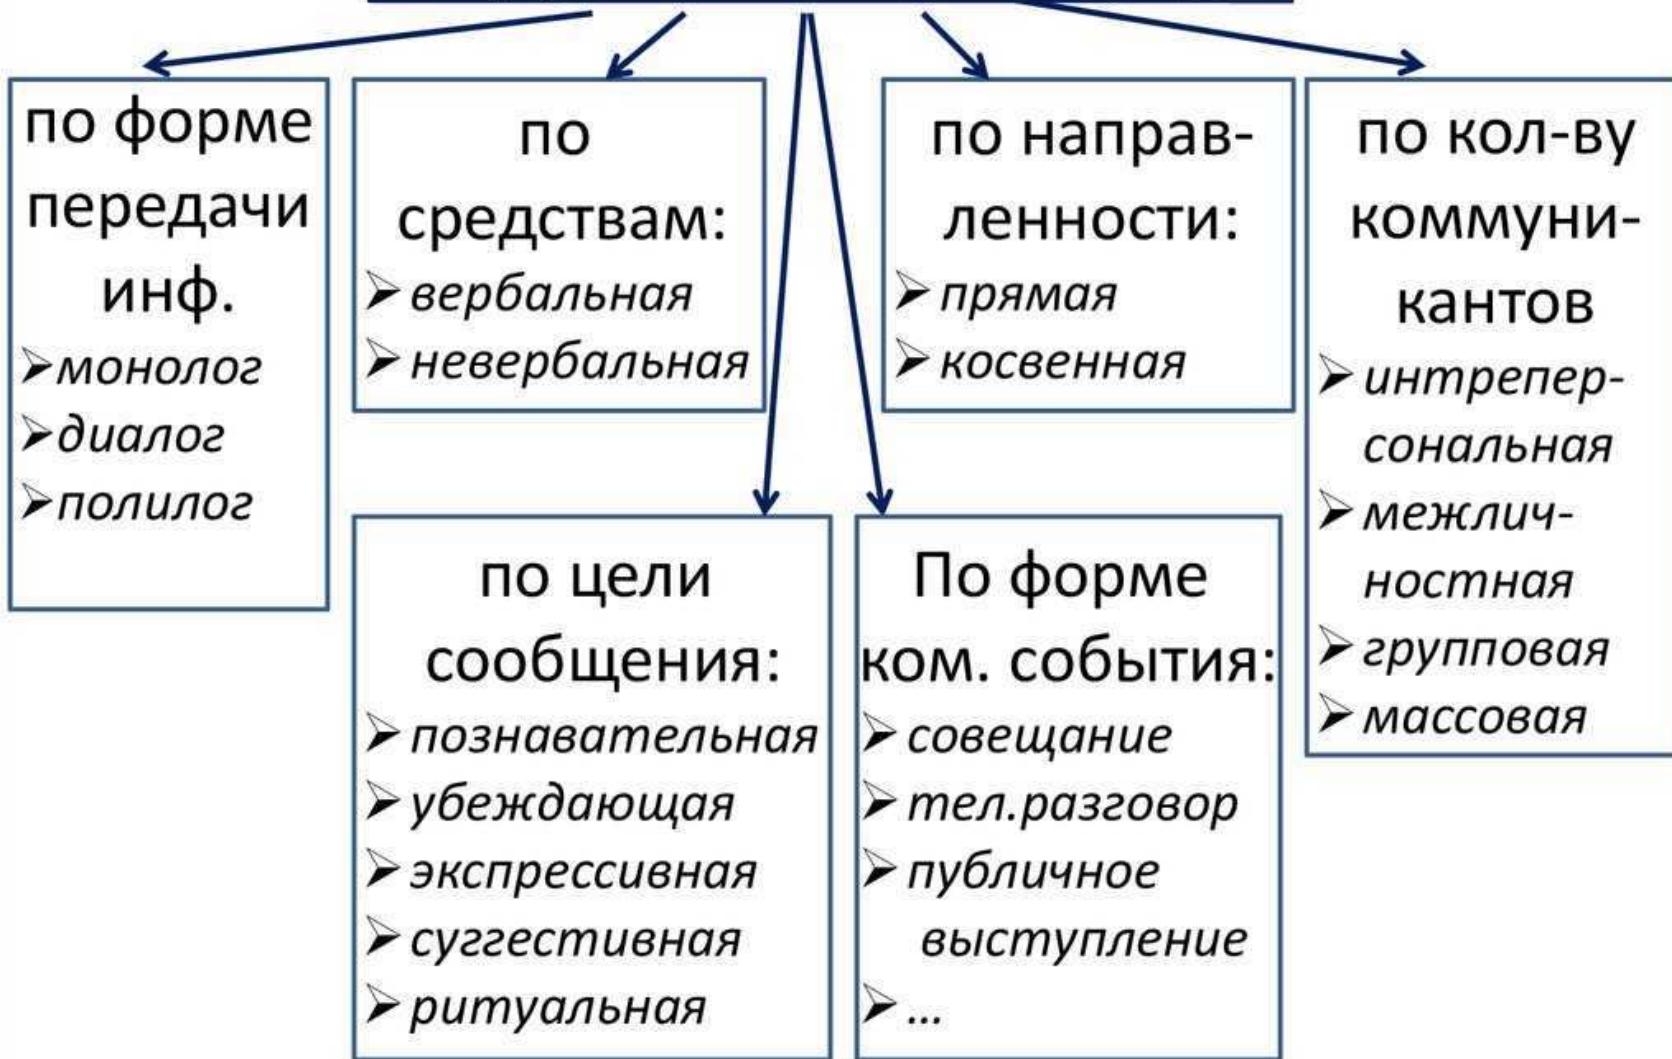 по форме
передачи
инф.
монолог
диалог
полилог
по
средствам:
вербальная
невербальная
по направ-
ленности:
прямая
косвенная
по кол-ву
коммуни-
кантов
интрепер-
сональная
межлич-
ностная
групповая
массовая
по цели
сообщения:
познавательная
убеждающая
экспрессивная
суггестивная
ритуальная
По форме
ком. события:
совещание
тел.разговор
публичное
выступление
...